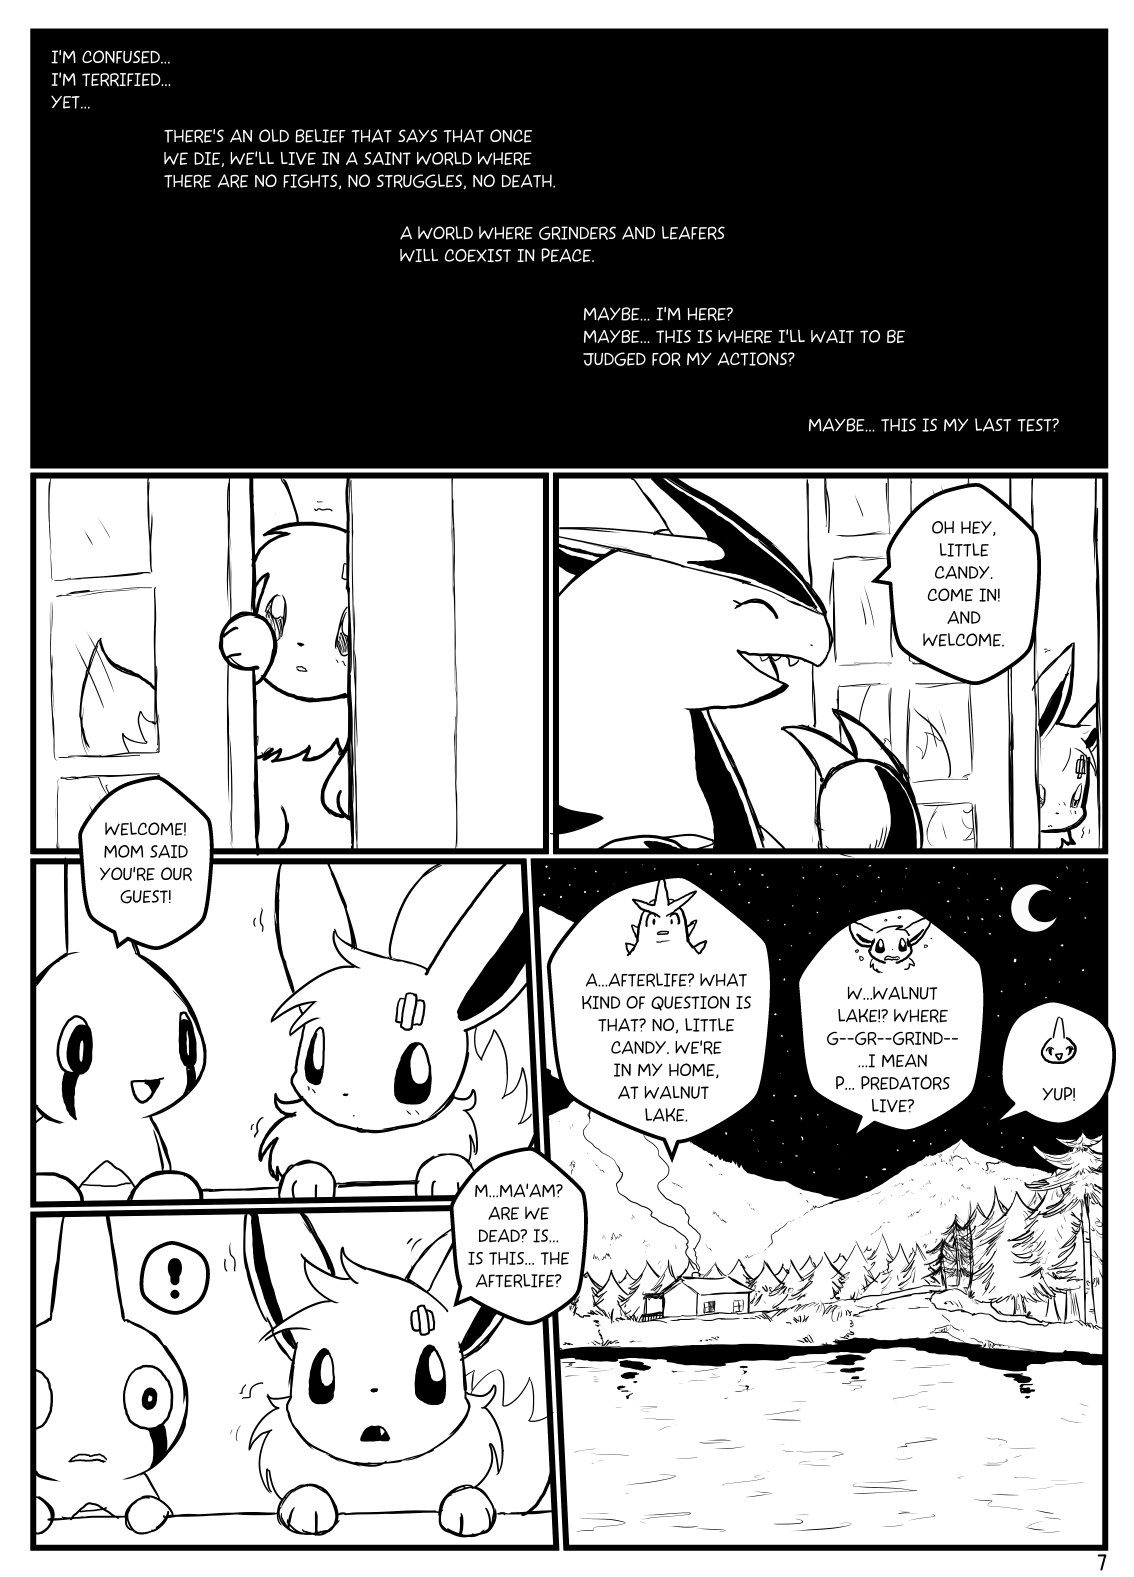 I'M CONFUSED...
I'M TERRIFIED...
YET...
THERE'S AN OLD BELIEF THAT SAYS THAT ONCE
WE DIE, WE'LL LIVE IN A SAINT WORLD WHERE
THERE ARE NO FIGHTS, NO STRUGGLES, NO DEATH.
A WORLD WHERE GRINDERS AND LEAFERS
WILL COEXIST IN PEACE.
MAYBE... I'M HERE?
MAYBE... THIS IS WHERE I'LL WAIT TO BE
JUDGED FOR MY ACTIONS?
MAYBE... THIS IS MY LAST TEST?
OH HEY,
LITTLE
CANDY.
COME IN!
AND
WELCOME.
WELCOME!
MOM SAID
YOU'RE OUR
GUEST!
!
M...MA'AM?
ARE WE
DEAD? IS...
IS THIS... THE
AFTERLIFE?
A...AFTERLIFE? WHAT
KIND OF QUESTION IS
THAT? NO, LITTLE
CANDY. WE'RE
IN MY HOME,
AT WALNUT
LAKE.
W...WALNUT
LAKE!? WHERE
G--GR--GRIND--
...I MEAN
P... PREDATORS
LIVE?
YUP!
7